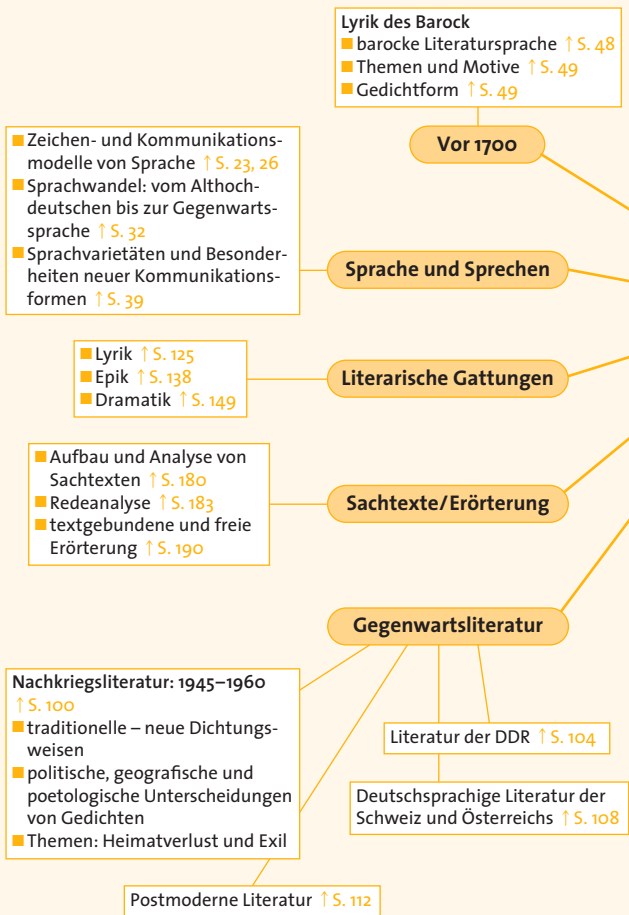 Lyrik des Barock
■ barocke Literatursprache ↑ S. 48
■ Themen und Motive ↑ S. 49
■ Gedichtform ↑ S. 49
Vor 1700
■ Zeichen- und Kommunikations-
modelle von Sprache ↑ S. 23, 26
■ Sprachwandel: vom Althoch-
deutschen bis zur Gegenwarts-
sprache ↑ S. 32
■ Sprachvarietäten und Besonder-
heiten neuer Kommunikations-
formen ↑ S. 39
Sprache und Sprechen
■ Lyrik ↑ S. 125
■ Epik ↑ S. 138
■ Dramatik ↑ S. 149
Literarische Gattungen
■ Aufbau und Analyse von
Sachtexten ↑ S. 180
■ Redeanalyse ↑ S. 183
■ textgebundene und freie
Erörterung ↑ S. 190
Sachtexte/Erörterung
Gegenwartsliteratur
Nachkriegsliteratur: 1945–1960
↑ S. 100
■ traditionelle – neue Dichtungs-
weisen
■ politische, geografische und
poetologische Unterscheidungen
von Gedichten
■ Themen: Heimatverlust und Exil
Literatur der DDR ↑ S. 104
Deutschsprachige Literatur der
Schweiz und Österreichs ↑ S. 108
Postmoderne Literatur ↑ S. 112